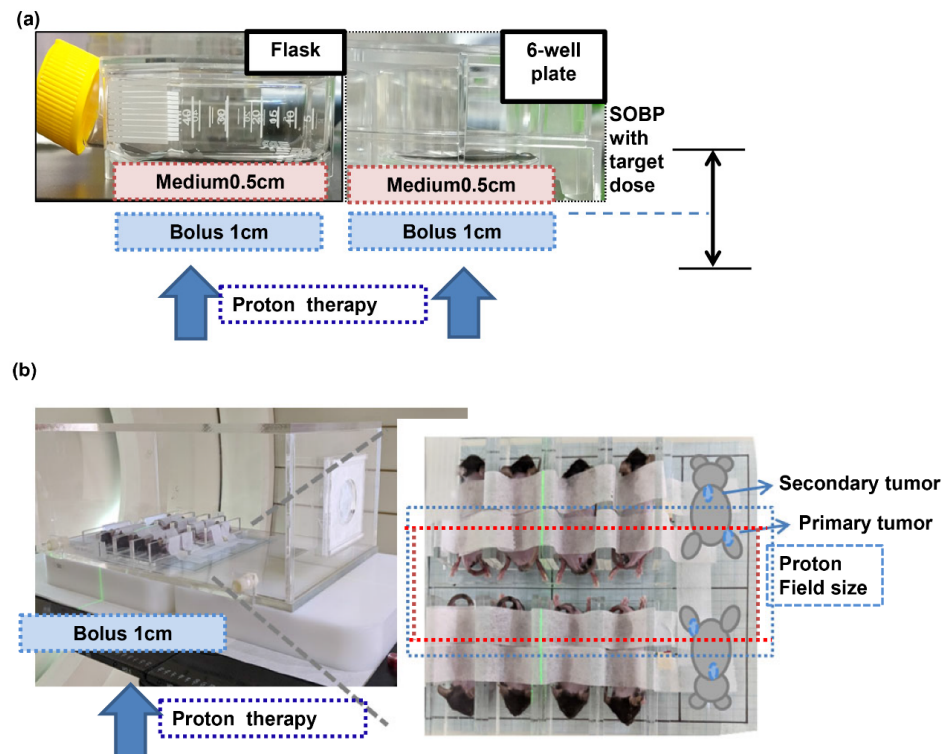 (a)
Flask
6-well
plate
SOBP
with
target
dose
Medium0.5cm
Medium0.5cm
Bolus 1cm
Bolus 1cm
Proton therapy
(b)
Secondary tumor
Primary tumor
Proton
Field size
Bolus 1cm
Proton therapy